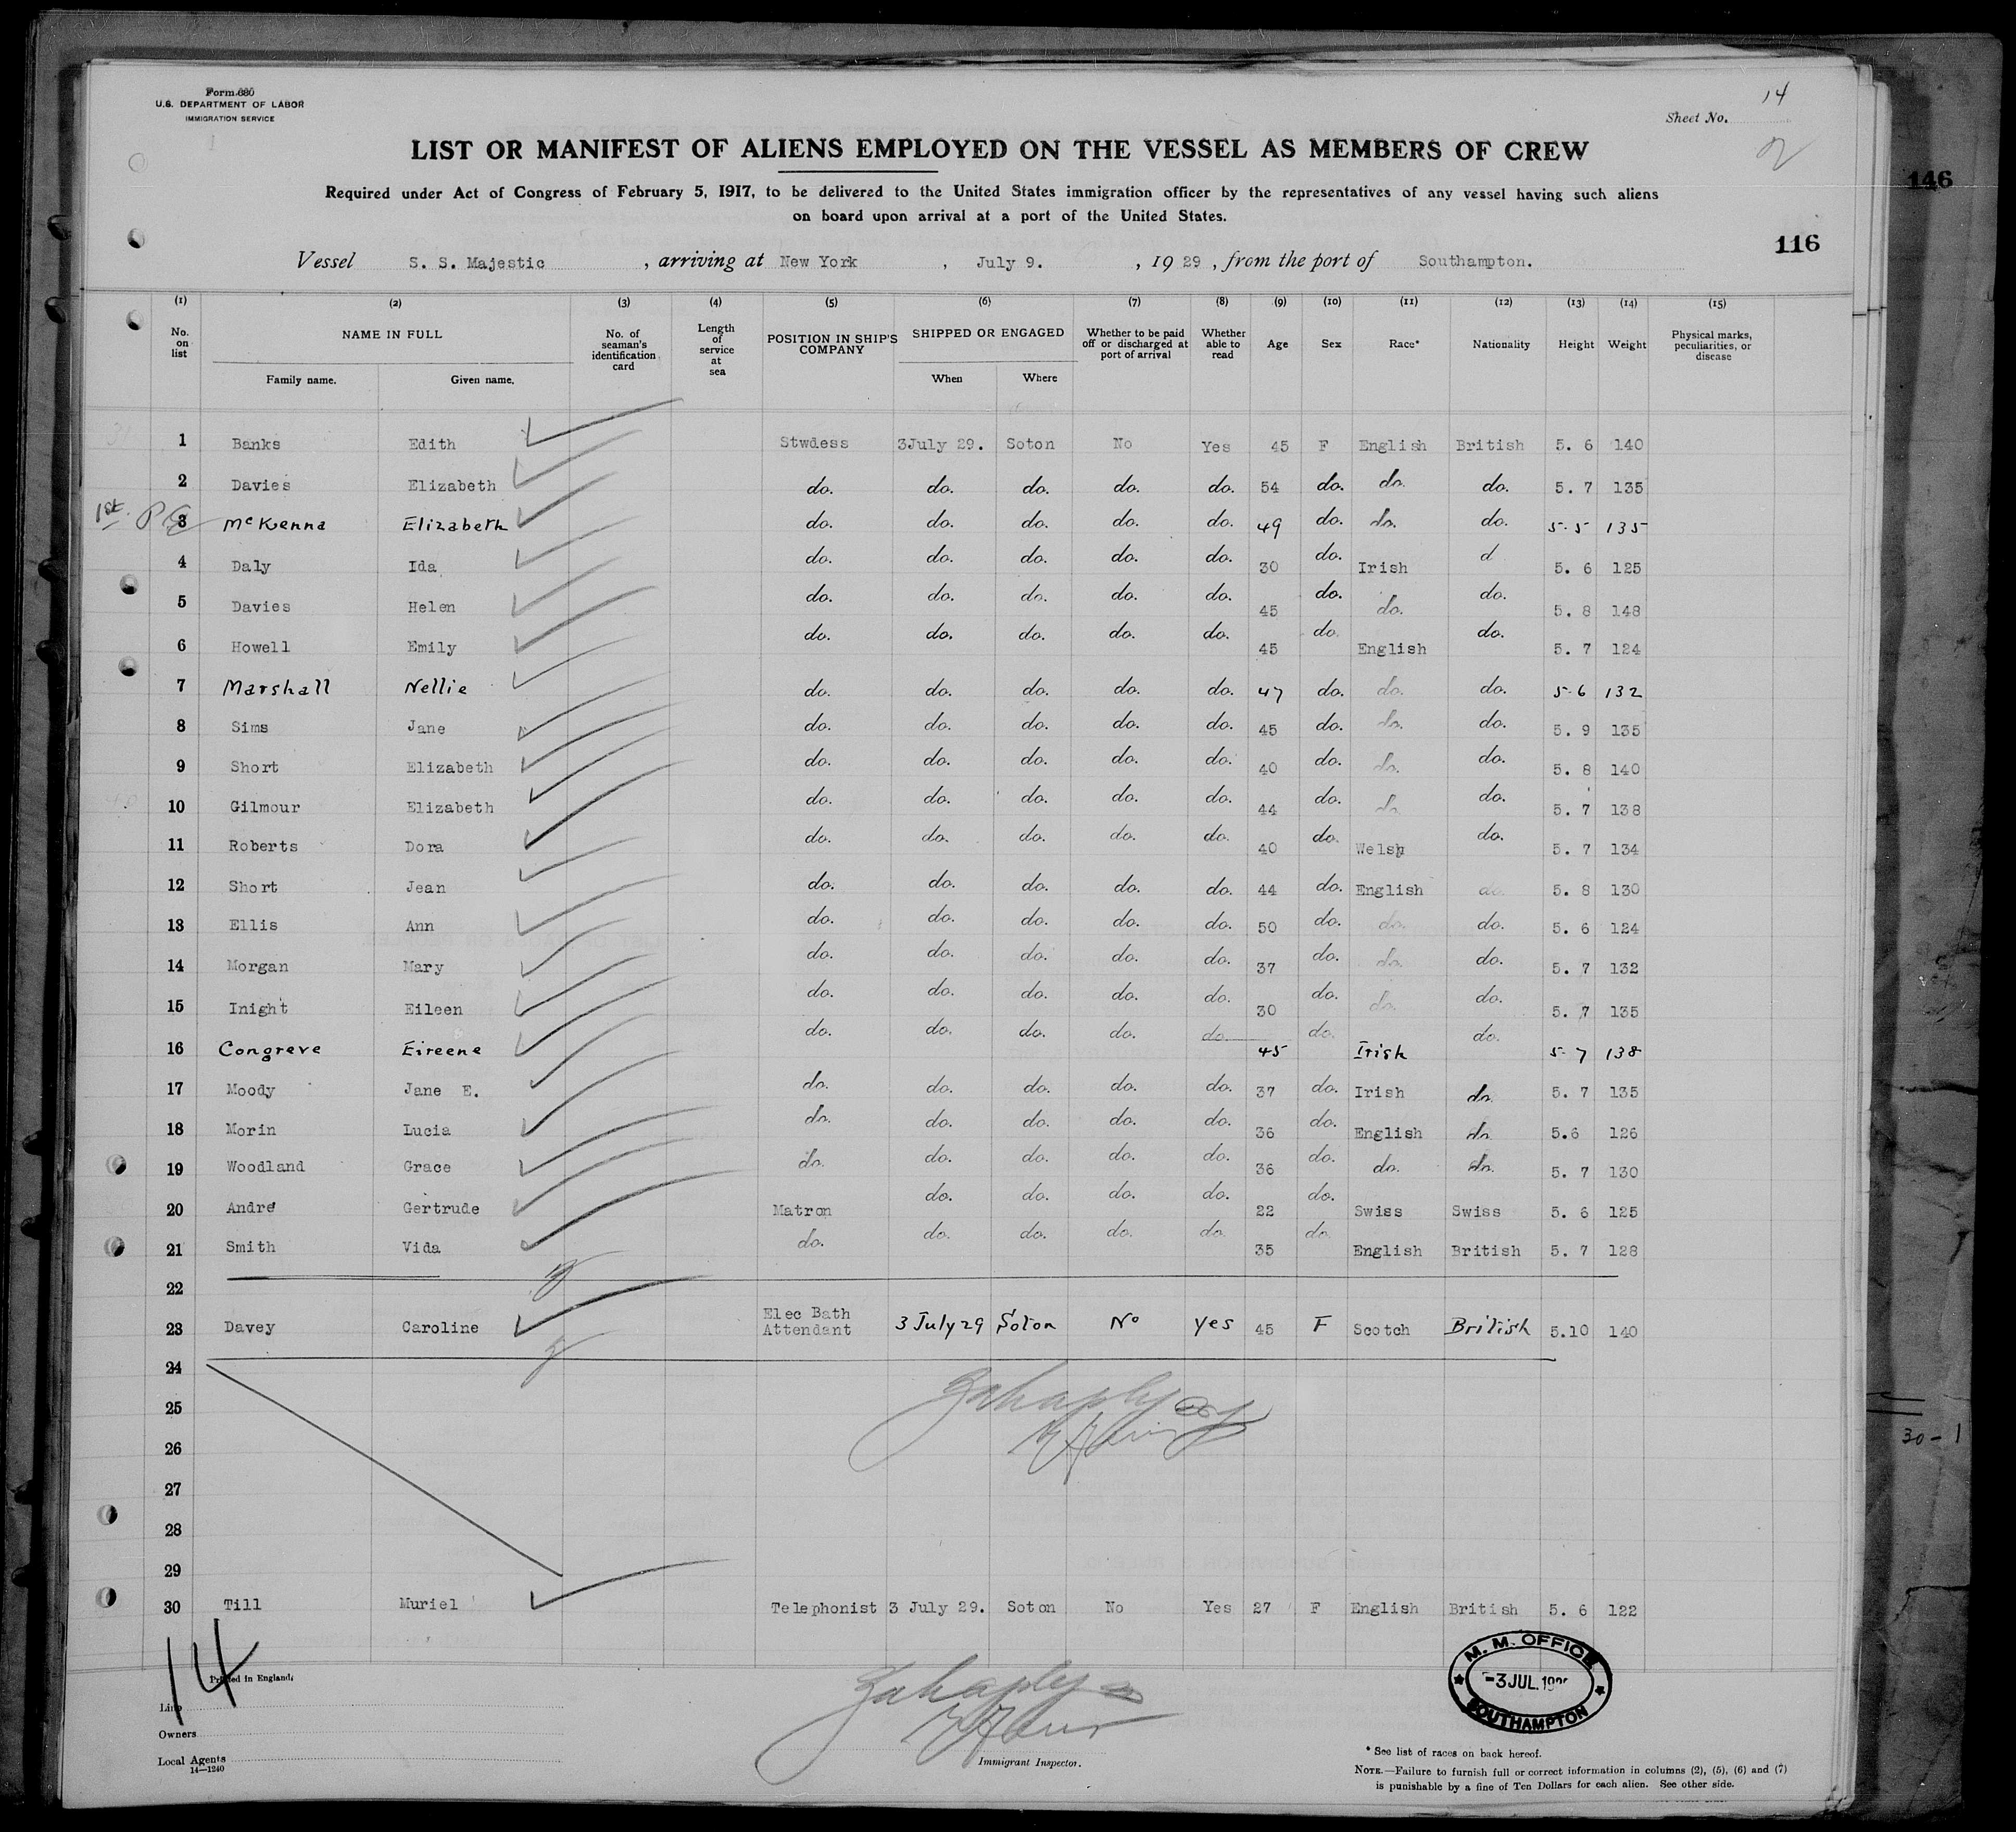 Form 680
U.S. DEPARTMENT OF LABOR
IMMIGRATION SERVICE
14
Sheet No.
2
LIST OR MANIFEST OF ALIENS EMPLOYED ON THE VESSEL AS MEMBERS OF CREW
146
Required under Act of Congress of February 5, 1917, to be delivered to the United States immigration officer by the representatives of any vessel having such aliens
on board upon arrival at a port of the United States.
116
Vessel S. S. Majestic , arriving at New York , July 9. , 19 29 , from the port of Southampton.
(1) (2) (3) (4) (5) (6) (7) (8) (9) (10) (11) (12) (13) (14) (15)
No. on list NAME IN FULL Family name. Given name. No. of seaman's identification card Length of service at sea POSITION IN SHIP'S COMPANY SHIPPED OR ENGAGED When Where Whether to be paid off or discharged at port of arrival Whether able to read Age Sex Race* Nationality Height Weight Physical marks, peculiarities, or disease
1 Banks Edith Stwdess 3July 29. Soton No Yes 45 F English British 5. 6 140
2 Davies Elizabeth do. do. do. do. do. 54 do. do. do. 5. 7 135
1st. 3 McKenna Elizabeth do. do. do. do. do. 49 do. do. do. 5.5 135
4 Daly Ida do. do. do. do. do. 30 do. Irish d 5. 6 125
5 Davies Helen do. do. do. do. do. 45 do. do. do. 5. 8 148
6 Howell Emily do. do. do. do. do. 45 do. English do. 5. 7 124
7 Marshall Nellie do. do. do. do. do. 47 do. do. do. 5.6 132
8 Sims Jane do. do. do. do. do. 45 do. do. do. 5. 9 135
9 Short Elizabeth do. do. do. do. do. 40 do. do. do. 5. 8 140
10 Gilmour Elizabeth do. do. do. do. do. 44 do. do. do. 5. 7 138
11 Roberts Dora do. do. do. do. do. 40 do. Welsh do. 5. 7 134
12 Short Jean do. do. do. do. do. 44 do. English do. 5. 8 130
13 Ellis Ann do. do. do. do. do. 50 do. do. do. 5. 6 124
14 Morgan Mary do. do. do. do. do. 37 do. do. do. 5. 7 132
15 Inight Eileen do. do. do. do. do. 30 do. do. do. 5. 7 135
16 Congreve Eireene do. do. do. do. do. 45 do. Irish do. 5.7 138
17 Moody Jane E. do. do. do. do. do. 37 do. Irish do. 5. 7 135
18 Morin Lucia do. do. do. do. do. 36 do. English do. 5.6 126
19 Woodland Grace do. do. do. do. do. 36 do. do. do. 5. 7 130
20 André Gertrude Matron do. do. do. do. 22 do. Swiss Swiss 5. 6 125
21 Smith Vida do. do. do. do. do. 35 do. English British 5. 7 128
22
23 Davey Caroline Elec Bath Attendant 3 July 29 Soton No yes 45 F Scotch British 5.10 140
24
25
26
27
28
29
30 Till Muriel Telephonist 3 July 29. Soton No Yes 27 F English British 5. 6 122
30 - 1
14
Printed in England.
Line
Owners
Local Agents
14—1240
Immigrant Inspector.
M. M. OFFICE
3 JUL. 19
SOUTHAMPTON
* See list of races on back hereof.
NOTE.—Failure to furnish full or correct information in columns (2), (5), (6) and (7)
is punishable by a fine of Ten Dollars for each alien. See other side.